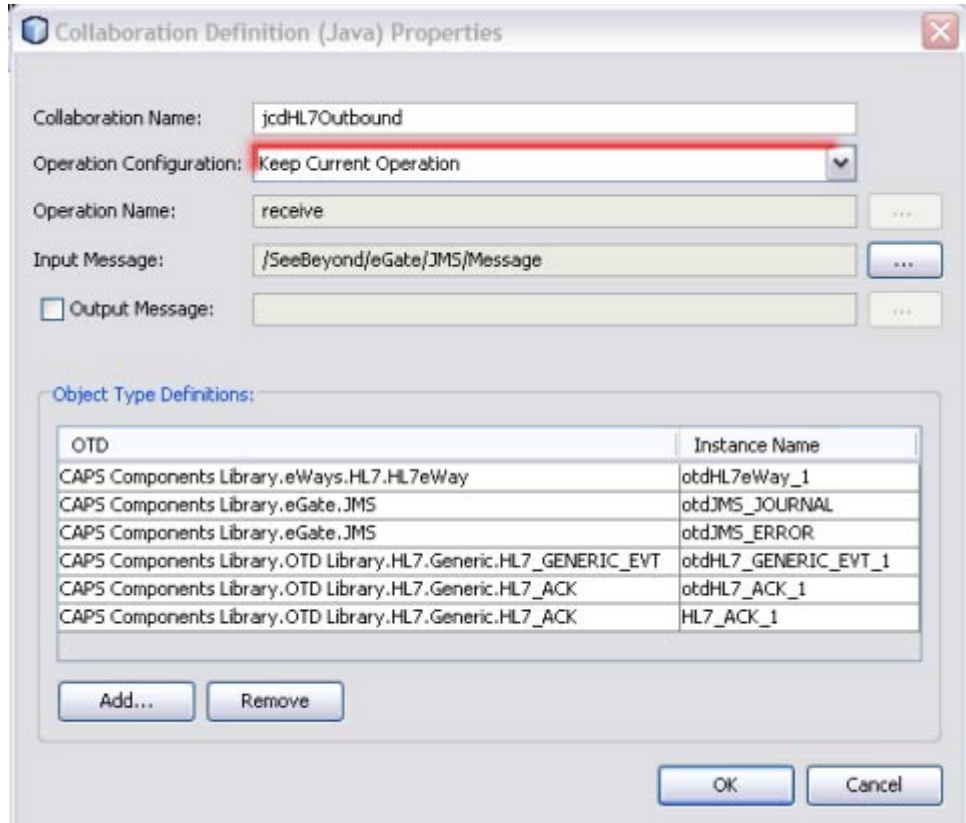 Collaboration Definition (Java) Properties
Collaboration Name: jcdHL7Outbound
Operation Configuration: Keep Current Operation
Operation Name: receive ...
Input Message: /SeeBeyond/eGate/JMS/Message ...
Output Message: ...
Object Type Definitions:
OTD Instance Name
CAPS Components Library.eWays.HL7.HL7eWay otdHL7eWay_1
CAPS Components Library.eGate.JMS otdJMS_JOURNAL
CAPS Components Library.eGate.JMS otdJMS_ERROR
CAPS Components Library.OTD Library.HL7.Generic.HL7_GENERIC_EVT otdHL7_GENERIC_EVT_1
CAPS Components Library.OTD Library.HL7.Generic.HL7_ACK otdHL7_ACK_1
CAPS Components Library.OTD Library.HL7.Generic.HL7_ACK HL7_ACK_1
Add... Remove
OK Cancel